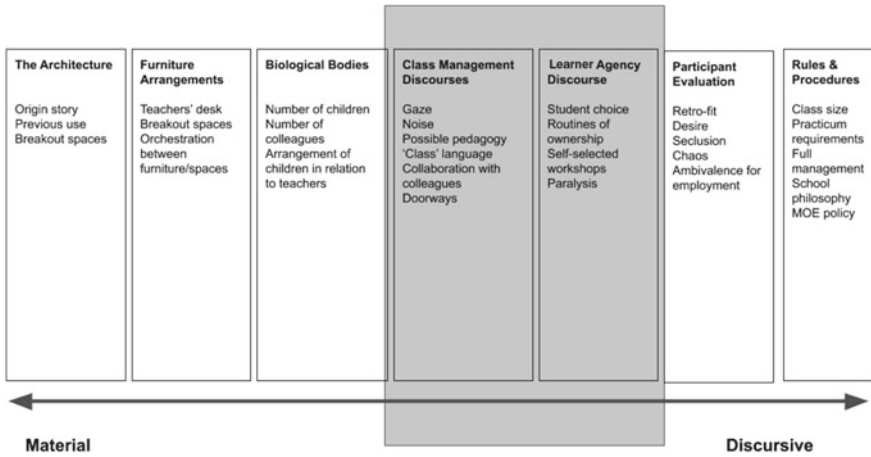 The Architecture
Origin story
Previous use
Breakout spaces
Furniture
Arrangements
Teachers' desk
Breakout spaces
Orchestration
between
furniture/spaces
Biological Bodies
Number of children
Number of
colleagues
Arrangement of
children in relation
to teachers
Class Management
Discourses
Gaze
Noise
Possible pedagogy
'Class' language
Collaboration with
colleagues
Doorways
Learner Agency
Discourse
Student choice
Routines of
ownership
Self-selected
workshops
Paralysis
Participant
Evaluation
Retro-fit
Desire
Seclusion
Chaos
Ambivalence for
employment
Rules &
Procedures
Class size
Practicum
requirements
Full
management
School
philosophy
MOE policy
Material
Discursive